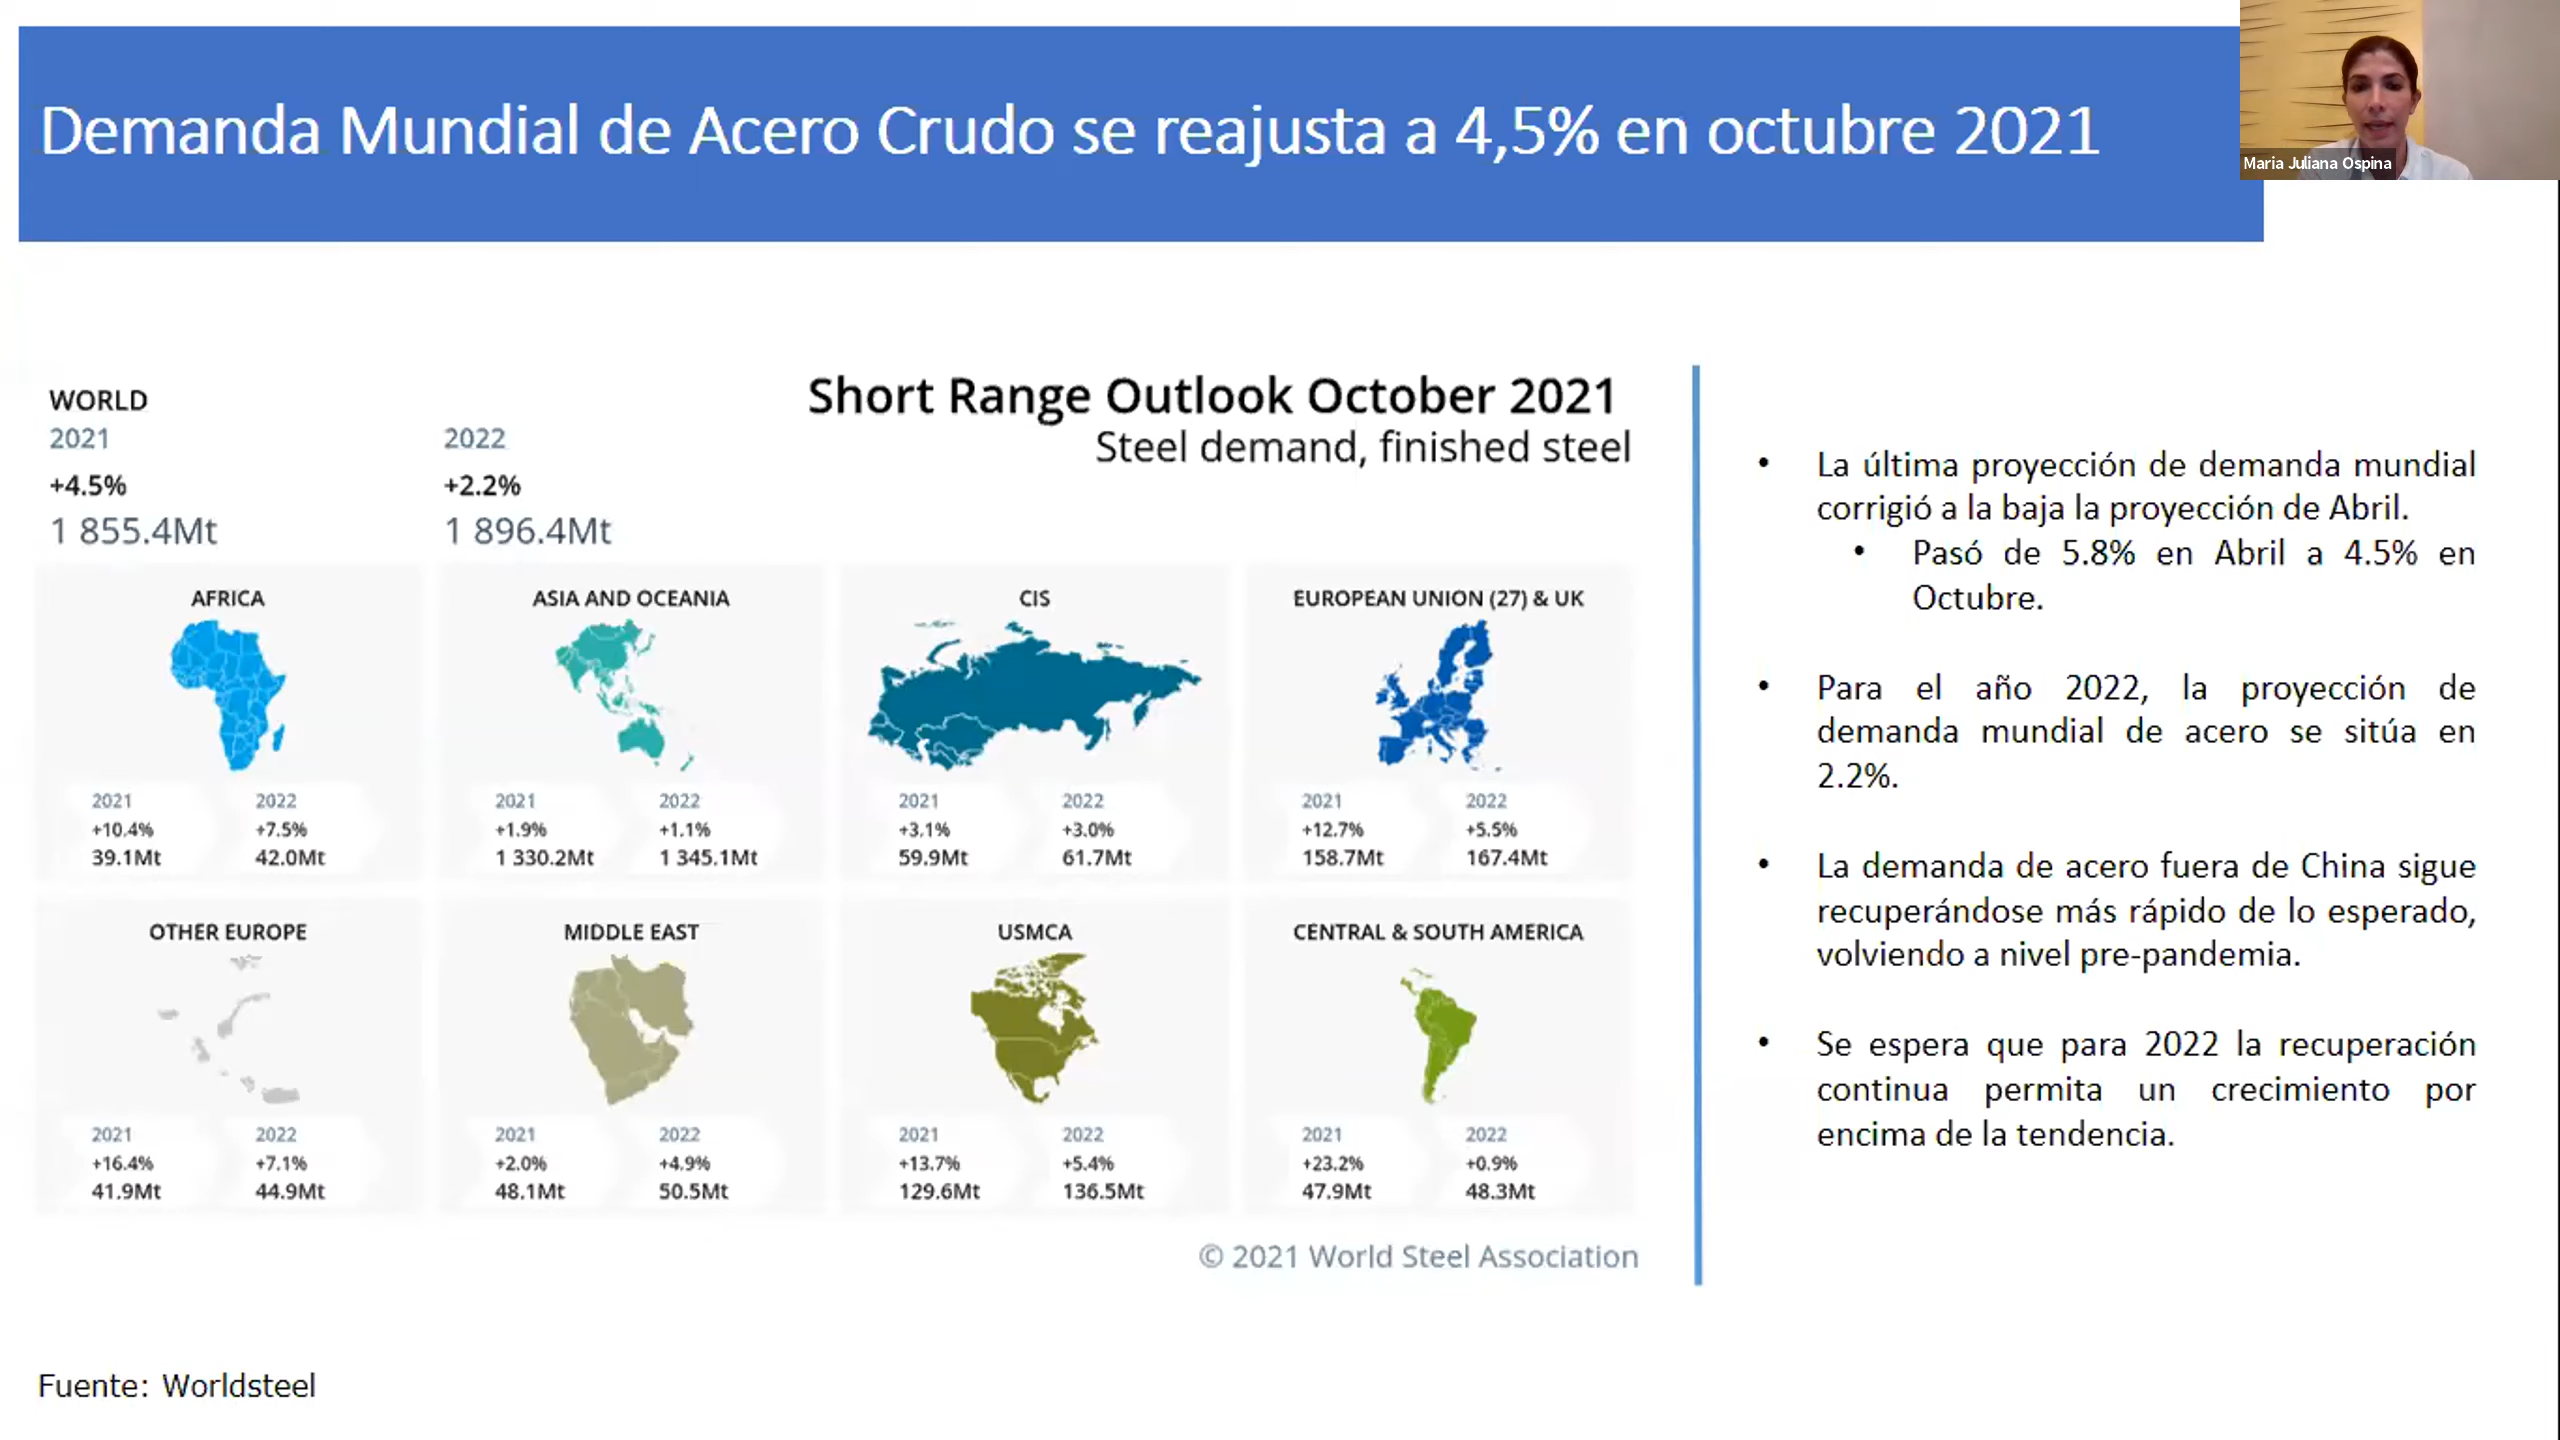 Demanda Mundial de Acero Crudo se reajusta a 4,5% en octubre 2021
Maria Juliana Ospina
Short Range Outlook October 2021
Steel demand, finished steel
WORLD
2021 2022
+4.5% +2.2%
1 855.4Mt 1 896.4Mt
AFRICA
2021 2022
+10.4% +7.5%
39.1Mt 42.0Mt
ASIA AND OCEANIA
2021 2022
+1.9% +1.1%
1 330.2Mt 1 345.1Mt
CIS
2021 2022
+3.1% +3.0%
59.9Mt 61.7Mt
EUROPEAN UNION (27) & UK
2021 2022
+12.7% +5.5%
158.7Mt 167.4Mt
OTHER EUROPE
2021 2022
+16.4% +7.1%
41.9Mt 44.9Mt
MIDDLE EAST
2021 2022
+2.0% +4.9%
48.1Mt 50.5Mt
USMCA
2021 2022
+13.7% +5.4%
129.6Mt 136.5Mt
CENTRAL & SOUTH AMERICA
2021 2022
+23.2% +0.9%
47.9Mt 48.3Mt
© 2021 World Steel Association
• La última proyección de demanda mundial
corrigió a la baja la proyección de Abril.
• Pasó de 5.8% en Abril a 4.5% en
Octubre.
• Para el año 2022, la proyección de
demanda mundial de acero se sitúa en
2.2%.
• La demanda de acero fuera de China sigue
recuperándose más rápido de lo esperado,
volviendo a nivel pre-pandemia.
• Se espera que para 2022 la recuperación
continua permita un crecimiento por
encima de la tendencia.
Fuente: Worldsteel